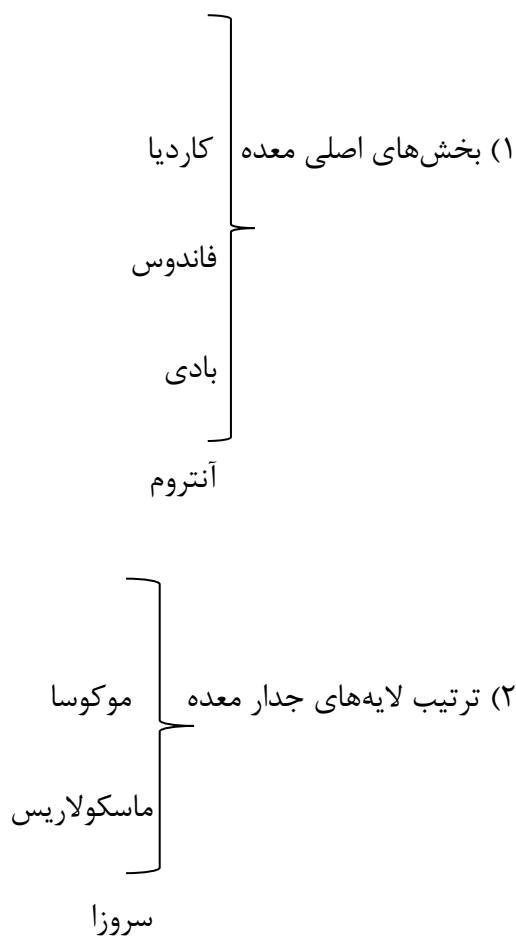 ۱) بخش‌های اصلی معده کاردیا
فاندوس
بادی
آنتروم
۲) ترتیب لایه‌های جدار معده موکوسا
ماسکولاریس
سروزا